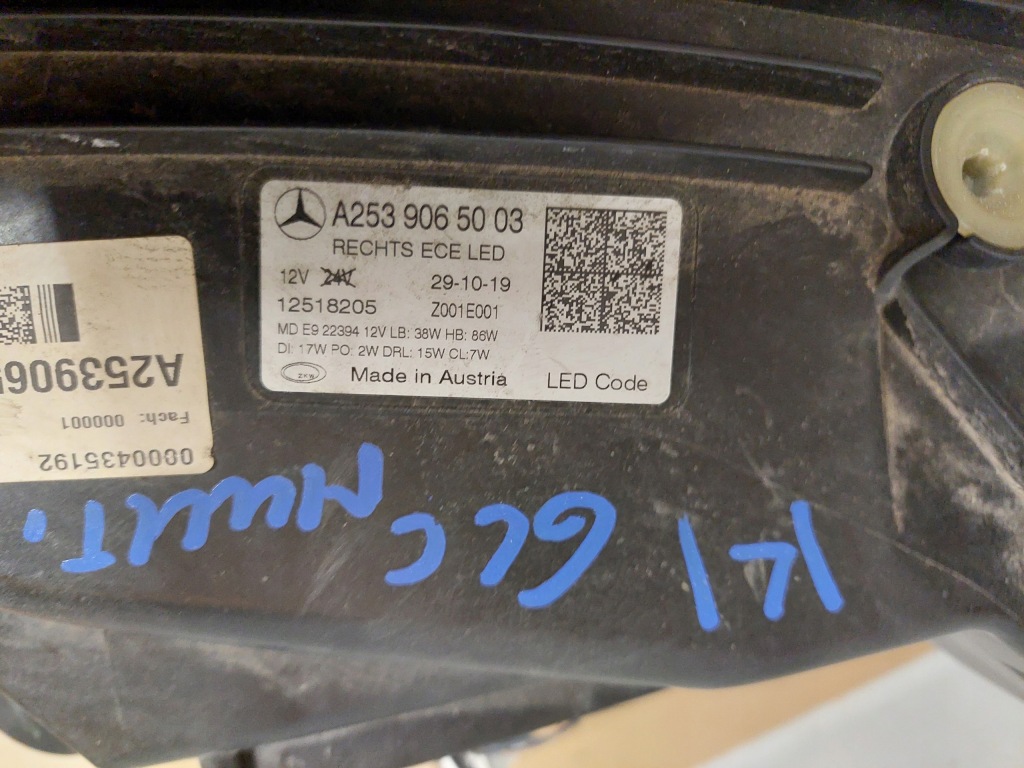 A253 906 50 03
RECHTS ECE LED
12V 24V 29-10-19
12518205 Z001E001
MD E9 22394 12V LB: 38W HB: 86W
DI: 17W PO: 2W DRL: 15W CL:7W
ZKW Made in Austria LED Code
0000435192
Fach: 000001
A253906
K1 GLC MULT.